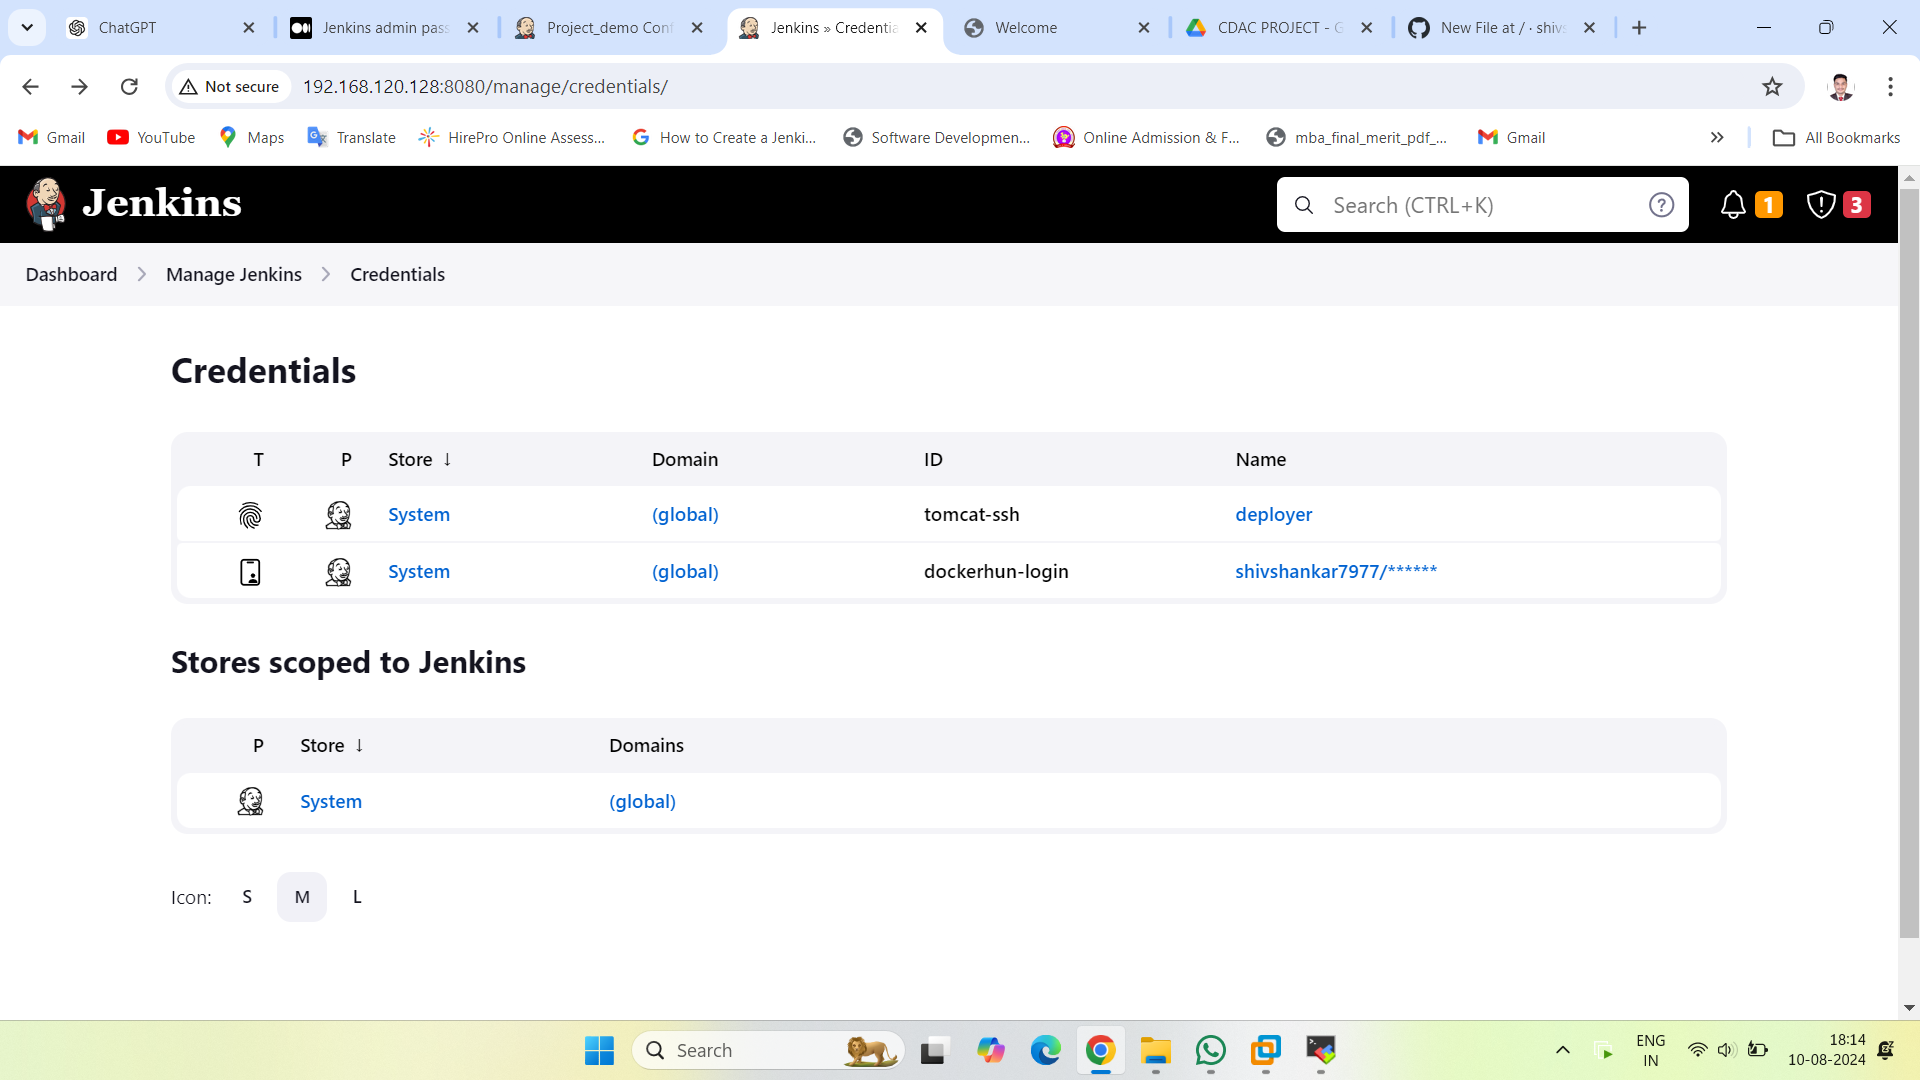 ChatGPT
Jenkins admin pass
Project_demo Conf
Jenkins » Credentia
Welcome
CDAC PROJECT - G
New File at / · shivs
Not secure
192.168.120.128:8080/manage/credentials/
Gmail
YouTube
Maps
Translate
HirePro Online Assess...
How to Create a Jenki...
Software Developmen...
Online Admission & F...
mba_final_merit_pdf_...
Gmail
All Bookmarks
Jenkins
Search (CTRL+K)
1
3
Dashboard
Manage Jenkins
Credentials
Credentials
T P Store ↓ Domain ID Name
System (global) tomcat-ssh deployer
System (global) dockerhun-login shivshankar7977/******
Stores scoped to Jenkins
P Store ↓ Domains
System (global)
Icon: S M L
Search
ENG
IN
18:14
10-08-2024